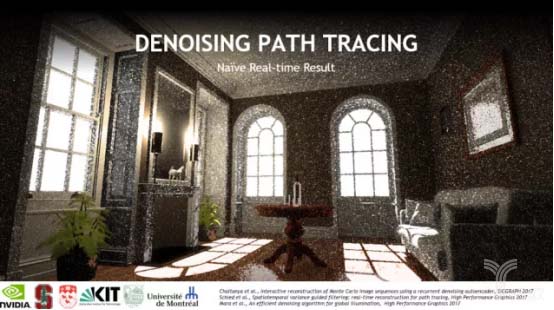 DENOISING PATH TRACING
Naïve Real-time Result
Chaitanya et al., Interactive reconstruction of Monte Carlo image sequences using a recurrent denoising autoencoder, SIGGRAPH 2017
Schied et al., Spatiotemporal variance guided filtering: real-time reconstruction for path tracing, High Performance Graphics 2017
Mara et al., An efficient denoising algorithm for global illumination, High Performance Graphics 2017
NVIDIA
KIT
Université
de Montréal